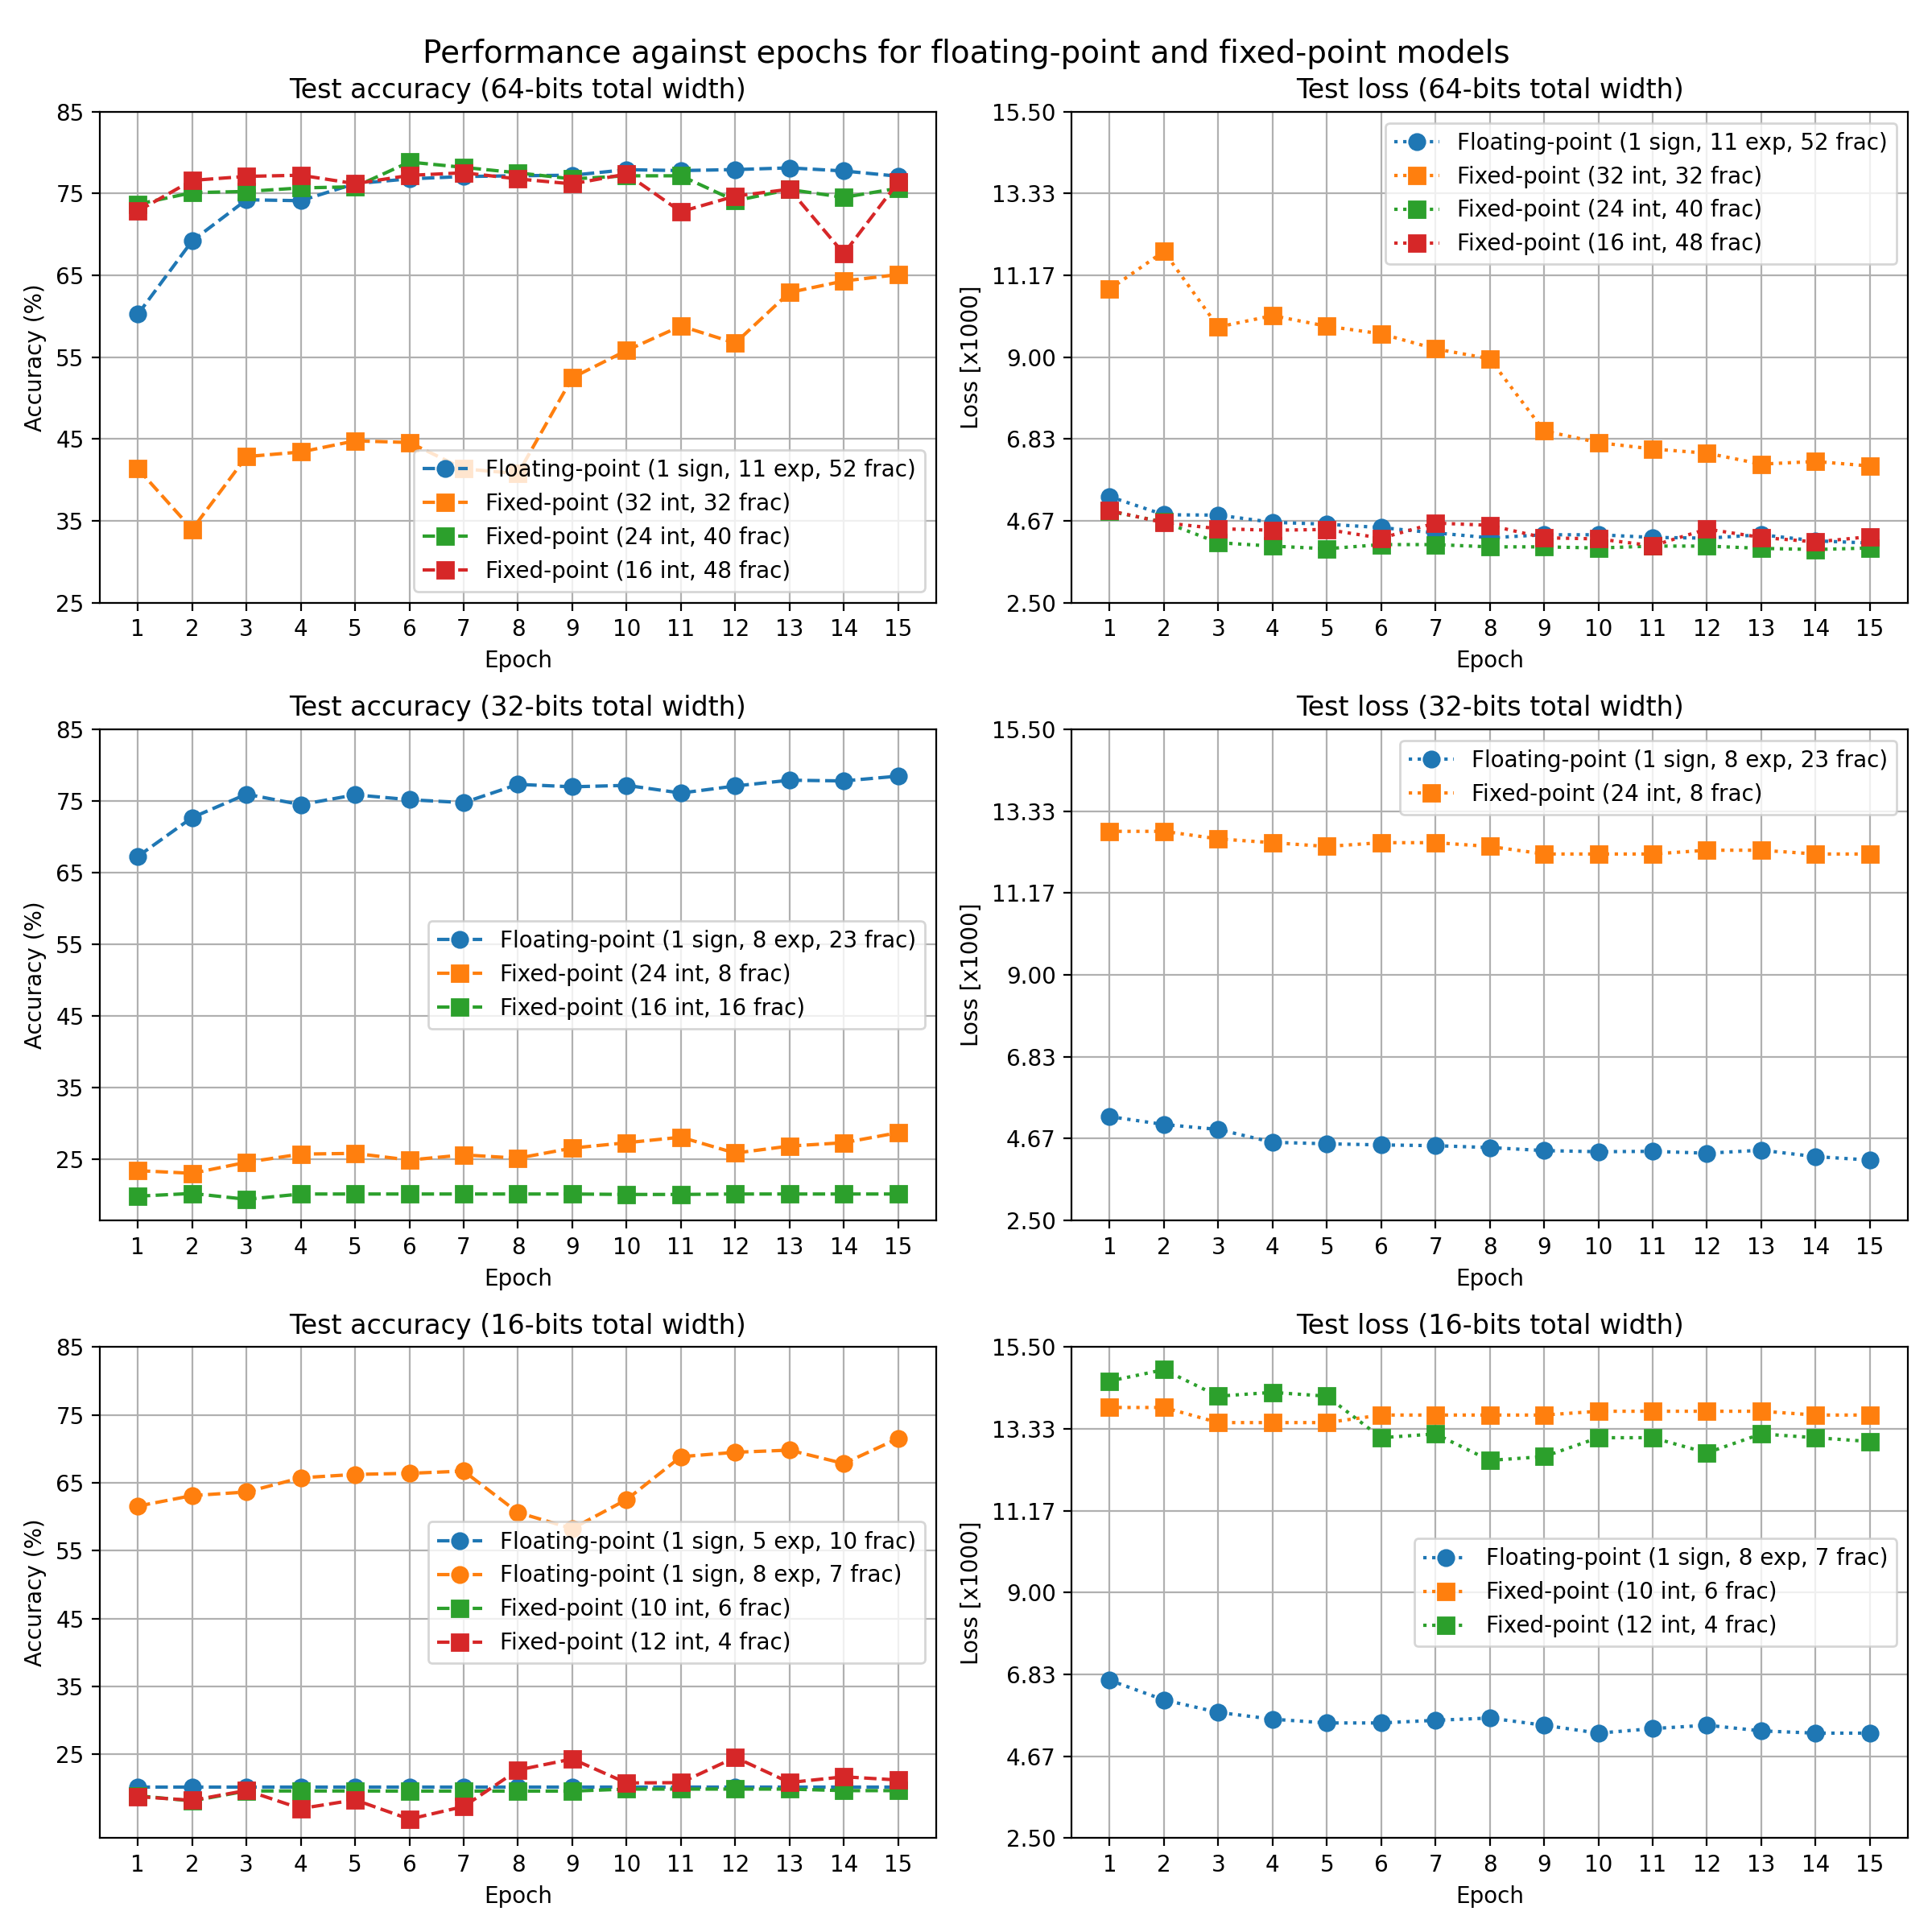 Performance against epochs for floating-point and fixed-point models
Test accuracy (64-bits total width)
85
75
65
55
45
35
25
Accuracy (%)
Floating-point (1 sign, 11 exp, 52 frac)
Fixed-point (32 int, 32 frac)
Fixed-point (24 int, 40 frac)
Fixed-point (16 int, 48 frac)
1 2 3 4 5 6 7 8 9 10 11 12 13 14 15
Epoch
Test loss (64-bits total width)
15.50
13.33
11.17
9.00
6.83
4.67
2.50
Loss [x1000]
Floating-point (1 sign, 11 exp, 52 frac)
Fixed-point (32 int, 32 frac)
Fixed-point (24 int, 40 frac)
Fixed-point (16 int, 48 frac)
1 2 3 4 5 6 7 8 9 10 11 12 13 14 15
Epoch
Test accuracy (32-bits total width)
85
75
65
55
45
35
25
Accuracy (%)
Floating-point (1 sign, 8 exp, 23 frac)
Fixed-point (24 int, 8 frac)
Fixed-point (16 int, 16 frac)
1 2 3 4 5 6 7 8 9 10 11 12 13 14 15
Epoch
Test loss (32-bits total width)
15.50
13.33
11.17
9.00
6.83
4.67
2.50
Loss [x1000]
Floating-point (1 sign, 8 exp, 23 frac)
Fixed-point (24 int, 8 frac)
1 2 3 4 5 6 7 8 9 10 11 12 13 14 15
Epoch
Test accuracy (16-bits total width)
85
75
65
55
45
35
25
Accuracy (%)
Floating-point (1 sign, 5 exp, 10 frac)
Floating-point (1 sign, 8 exp, 7 frac)
Fixed-point (10 int, 6 frac)
Fixed-point (12 int, 4 frac)
1 2 3 4 5 6 7 8 9 10 11 12 13 14 15
Epoch
Test loss (16-bits total width)
15.50
13.33
11.17
9.00
6.83
4.67
2.50
Loss [x1000]
Floating-point (1 sign, 8 exp, 7 frac)
Fixed-point (10 int, 6 frac)
Fixed-point (12 int, 4 frac)
1 2 3 4 5 6 7 8 9 10 11 12 13 14 15
Epoch